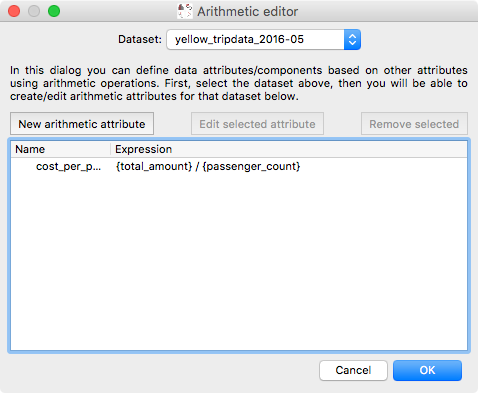 Arithmetic editor
Dataset: yellow_tripdata_2016-05
In this dialog you can define data attributes/components based on other attributes
using arithmetic operations. First, select the dataset above, then you will be able to
create/edit arithmetic attributes for that dataset below.
New arithmetic attribute Edit selected attribute Remove selected
Name Expression
cost_per_p... {total_amount} / {passenger_count}
Cancel OK